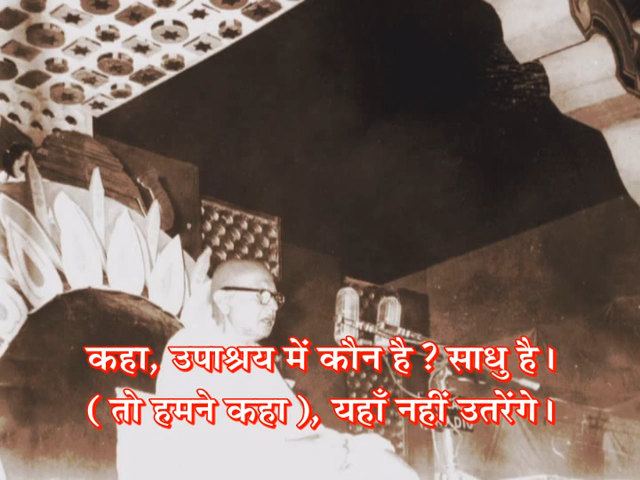 कहा, उपाश्रय में कौन है ? साधु है।
( तो हमने कहा ), यहाँ नहीं उतरेंगे।